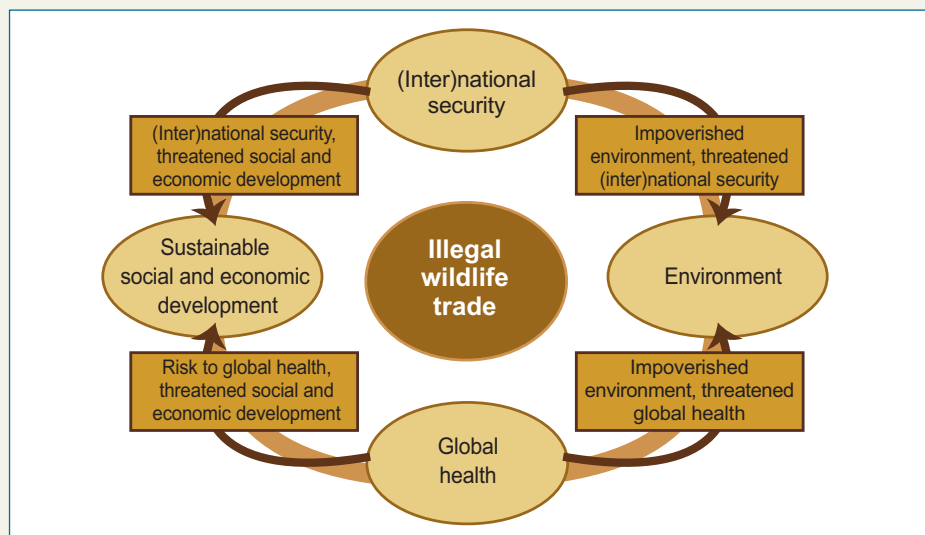 (Inter)national
security
(Inter)national security,
threatened social and
economic development
Impoverished
environment, threatened
(inter)national security
Sustainable
social and economic
development
Illegal
wildlife
trade
Environment
Risk to global health,
threatened social and
economic development
Impoverished
environment, threatened
global health
Global
health